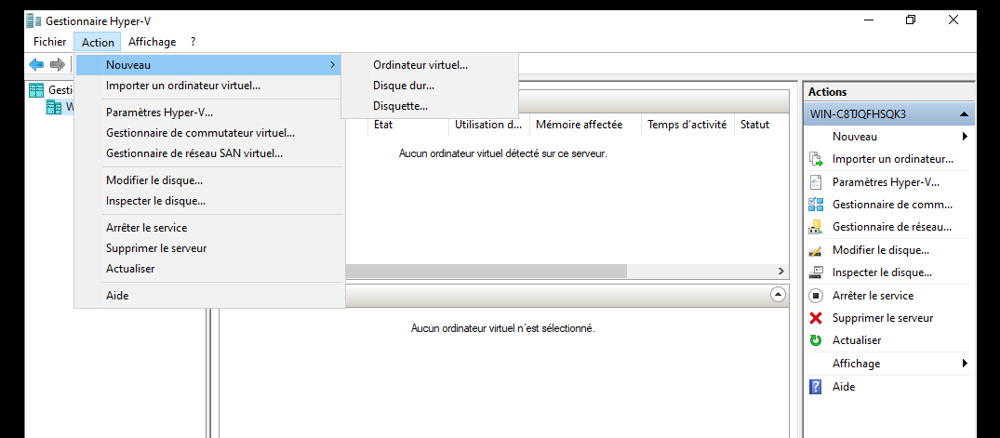 Gestionnaire Hyper-V
Fichier Action Affichage ?
Nouveau
Importer un ordinateur virtuel...
Paramètres Hyper-V...
Gestionnaire de commutateur virtuel...
Gestionnaire de réseau SAN virtuel...
Modifier le disque...
Inspecter le disque...
Arrêter le service
Supprimer le serveur
Actualiser
Aide
Ordinateur virtuel...
Disque dur...
Disquette...
Gesti
W
Etat Utilisation d... Mémoire affectée Temps d'activité Statut
Aucun ordinateur virtuel détecté sur ce serveur.
Aucun ordinateur virtuel n'est sélectionné.
Actions
WIN-C8TJQFHSQK3
Nouveau
Importer un ordinateur...
Paramètres Hyper-V...
Gestionnaire de comm...
Gestionnaire de réseau...
Modifier le disque...
Inspecter le disque...
Arrêter le service
Supprimer le serveur
Actualiser
Affichage
Aide